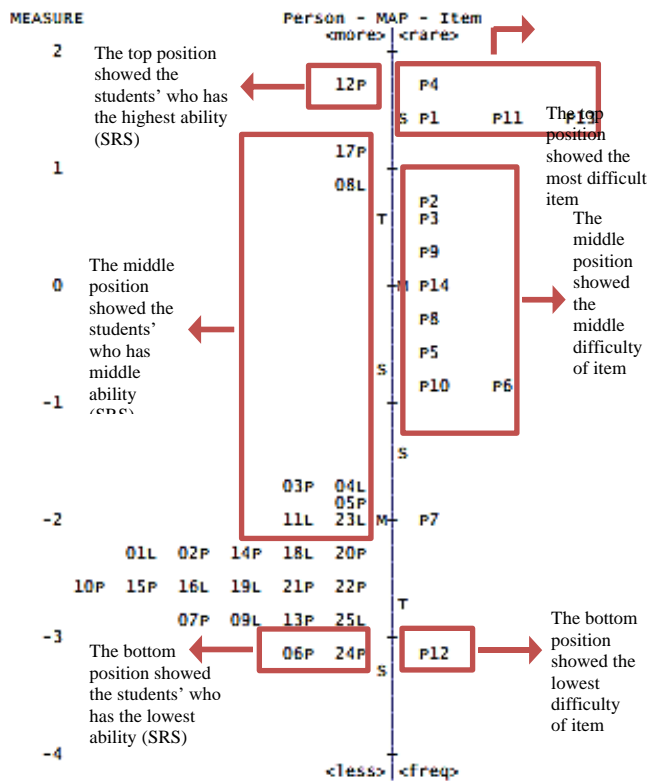 MEASURE Person - MAP - Item
<more> <rare>
2
The top position
showed the
students' who has
the highest ability
(SRS)
12P P4
S P1 P11 P13
The top
position
showed the
most difficult
item
17P
1
08L
P2
T P3
The
middle
position
showed
the
middle
difficulty
of item
P9
The middle
position
showed the
students'
who has
middle
ability
(SRS)
0 M P14
P8
P5
S
P10 P6
-1
S
03P 04L
05P
-2 11L 23L M P7
01L 02P 14P 18L 20P
10P 15P 16L 19L 21P 22P
T
07P 09L 13P 25L
-3
The bottom
position
showed the
lowest
difficulty
of item
The bottom
position showed
the students' who
has the lowest
ability (SRS)
06P 24P P12
S
-4
<less> <freq>